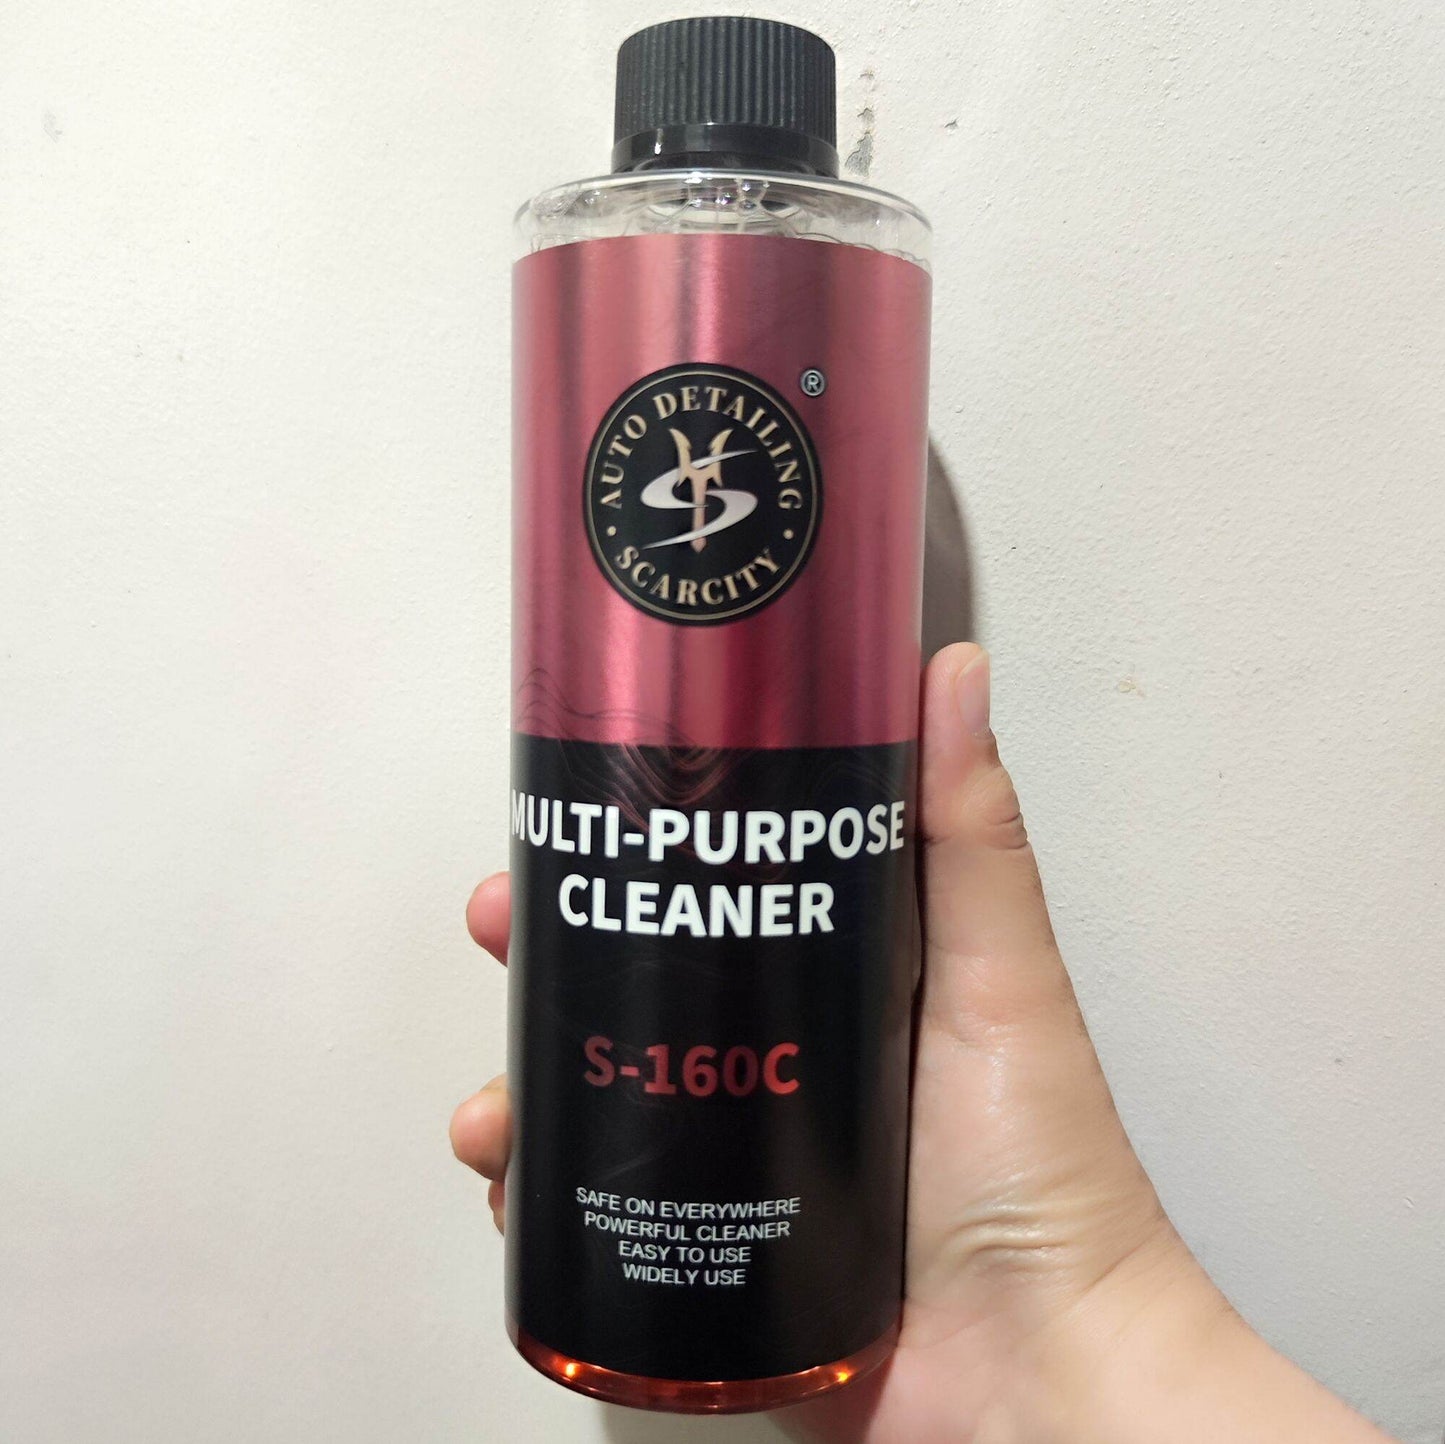 ®
AUTO DETAILING
• SCARCITY •
MULTI-PURPOSE
CLEANER
S-160C
SAFE ON EVERYWHERE
POWERFUL CLEANER
EASY TO USE
WIDELY USE